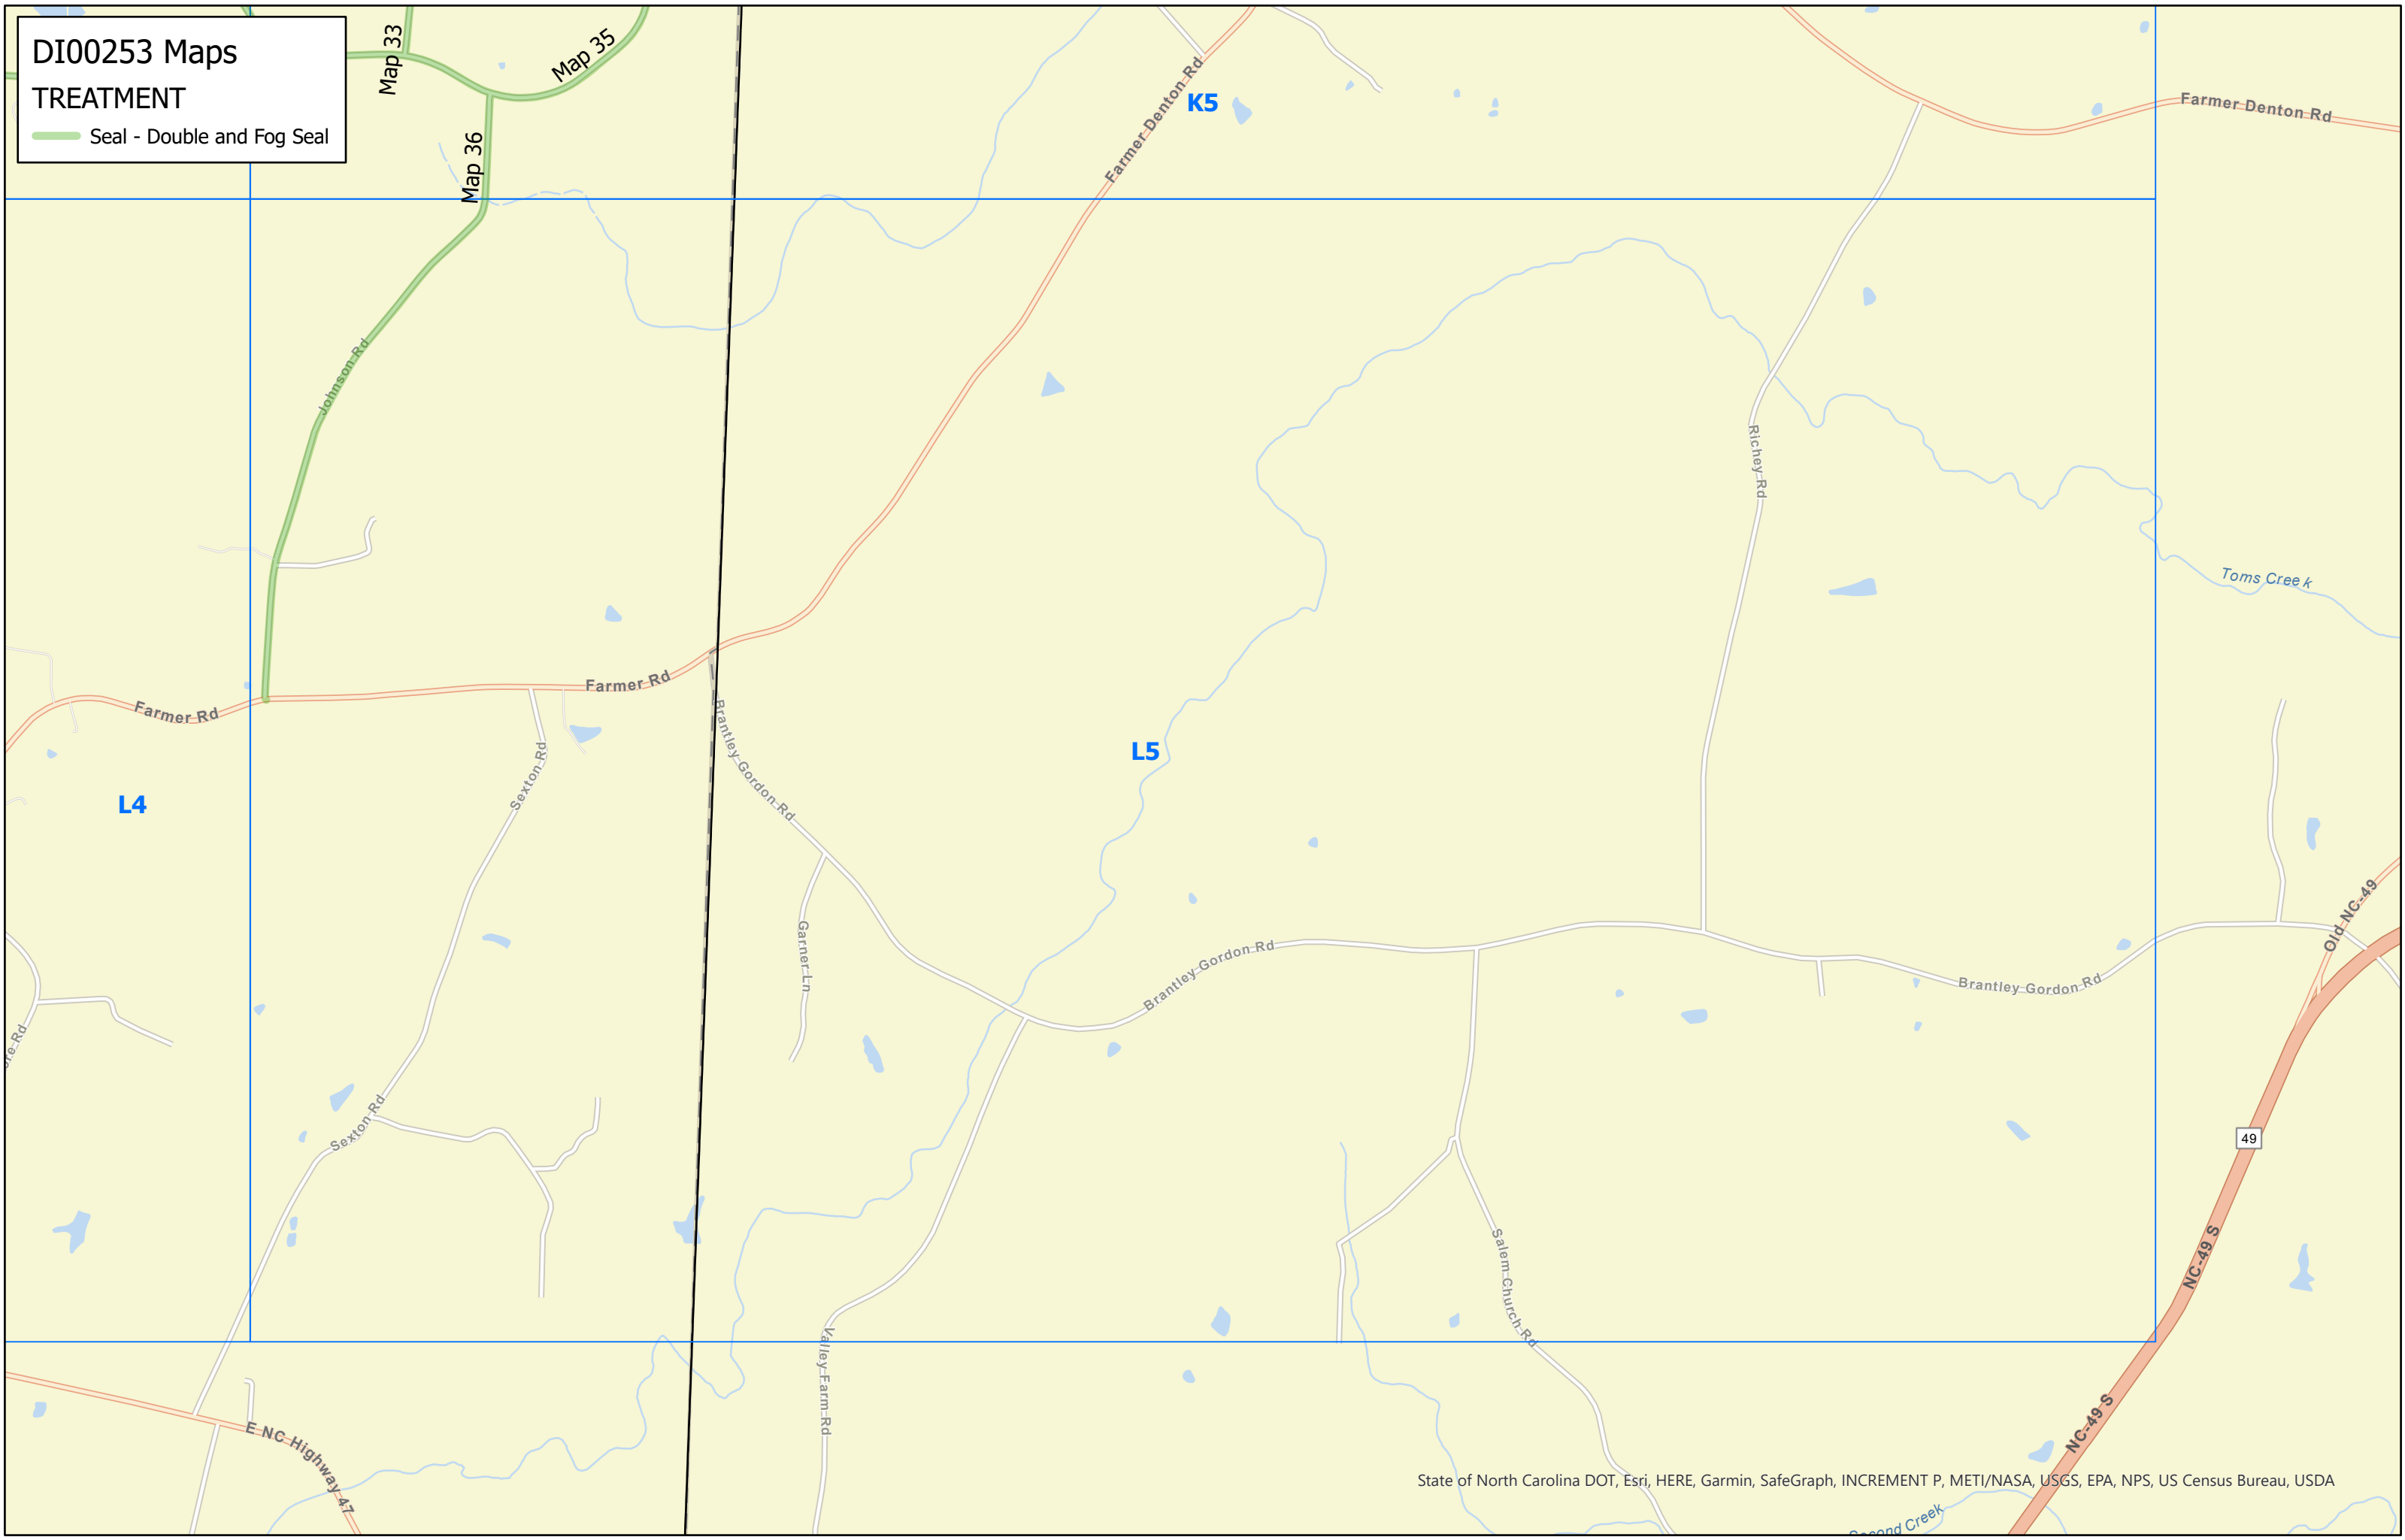 DI00253 Maps
TREATMENT
Seal - Double and Fog Seal
Map 33
Map 35
Map 36
Farmer Denton Rd
K5
Farmer Denton Rd
Johnson Rd
Richey Rd
Toms Creek
Farmer Rd
Farmer Rd
Brantley Gordon Rd
Sexton Rd
L5
L4
Garner Ln
Brantley Gordon Rd
Old NC-49
Brantley Gordon Rd
Sexton Rd
49
NC-49 S
Salem Church Rd
Valley Farm Rd
NC-49 S
E NC Highway 47
State of North Carolina DOT, Esri, HERE, Garmin, SafeGraph, INCREMENT P, METI/NASA, USGS, EPA, NPS, US Census Bureau, USDA
Second Creek